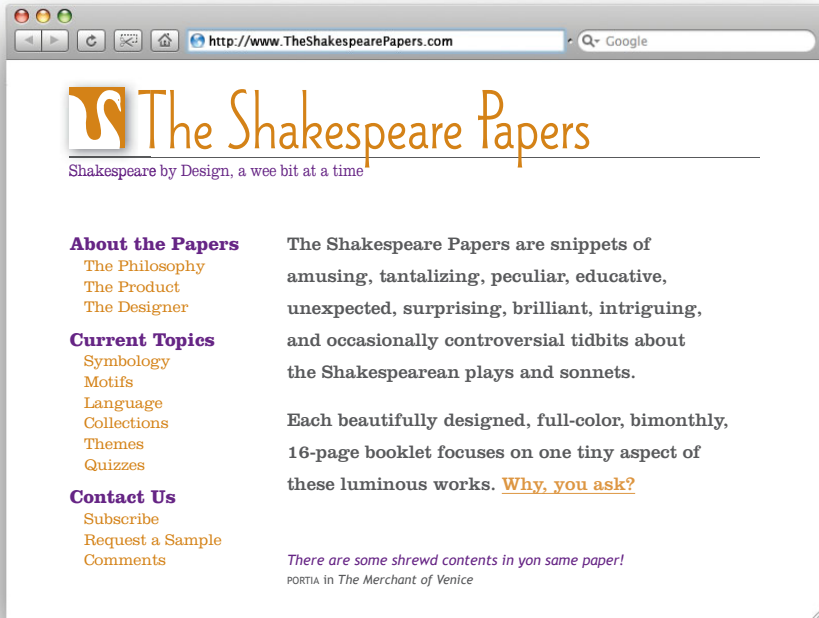 http://www.TheShakespearePapers.com
Google
The Shakespeare Papers
Shakespeare by Design, a wee bit at a time
About the Papers
The Philosophy
The Product
The Designer
Current Topics
Symbology
Motifs
Language
Collections
Themes
Quizzes
Contact Us
Subscribe
Request a Sample
Comments
The Shakespeare Papers are snippets of
amusing, tantalizing, peculiar, educative,
unexpected, surprising, brilliant, intriguing,
and occasionally controversial tidbits about
the Shakespearean plays and sonnets.
Each beautifully designed, full-color, bimonthly,
16-page booklet focuses on one tiny aspect of
these luminous works. Why, you ask?
There are some shrewd contents in yon same paper!
PORTIA in The Merchant of Venice